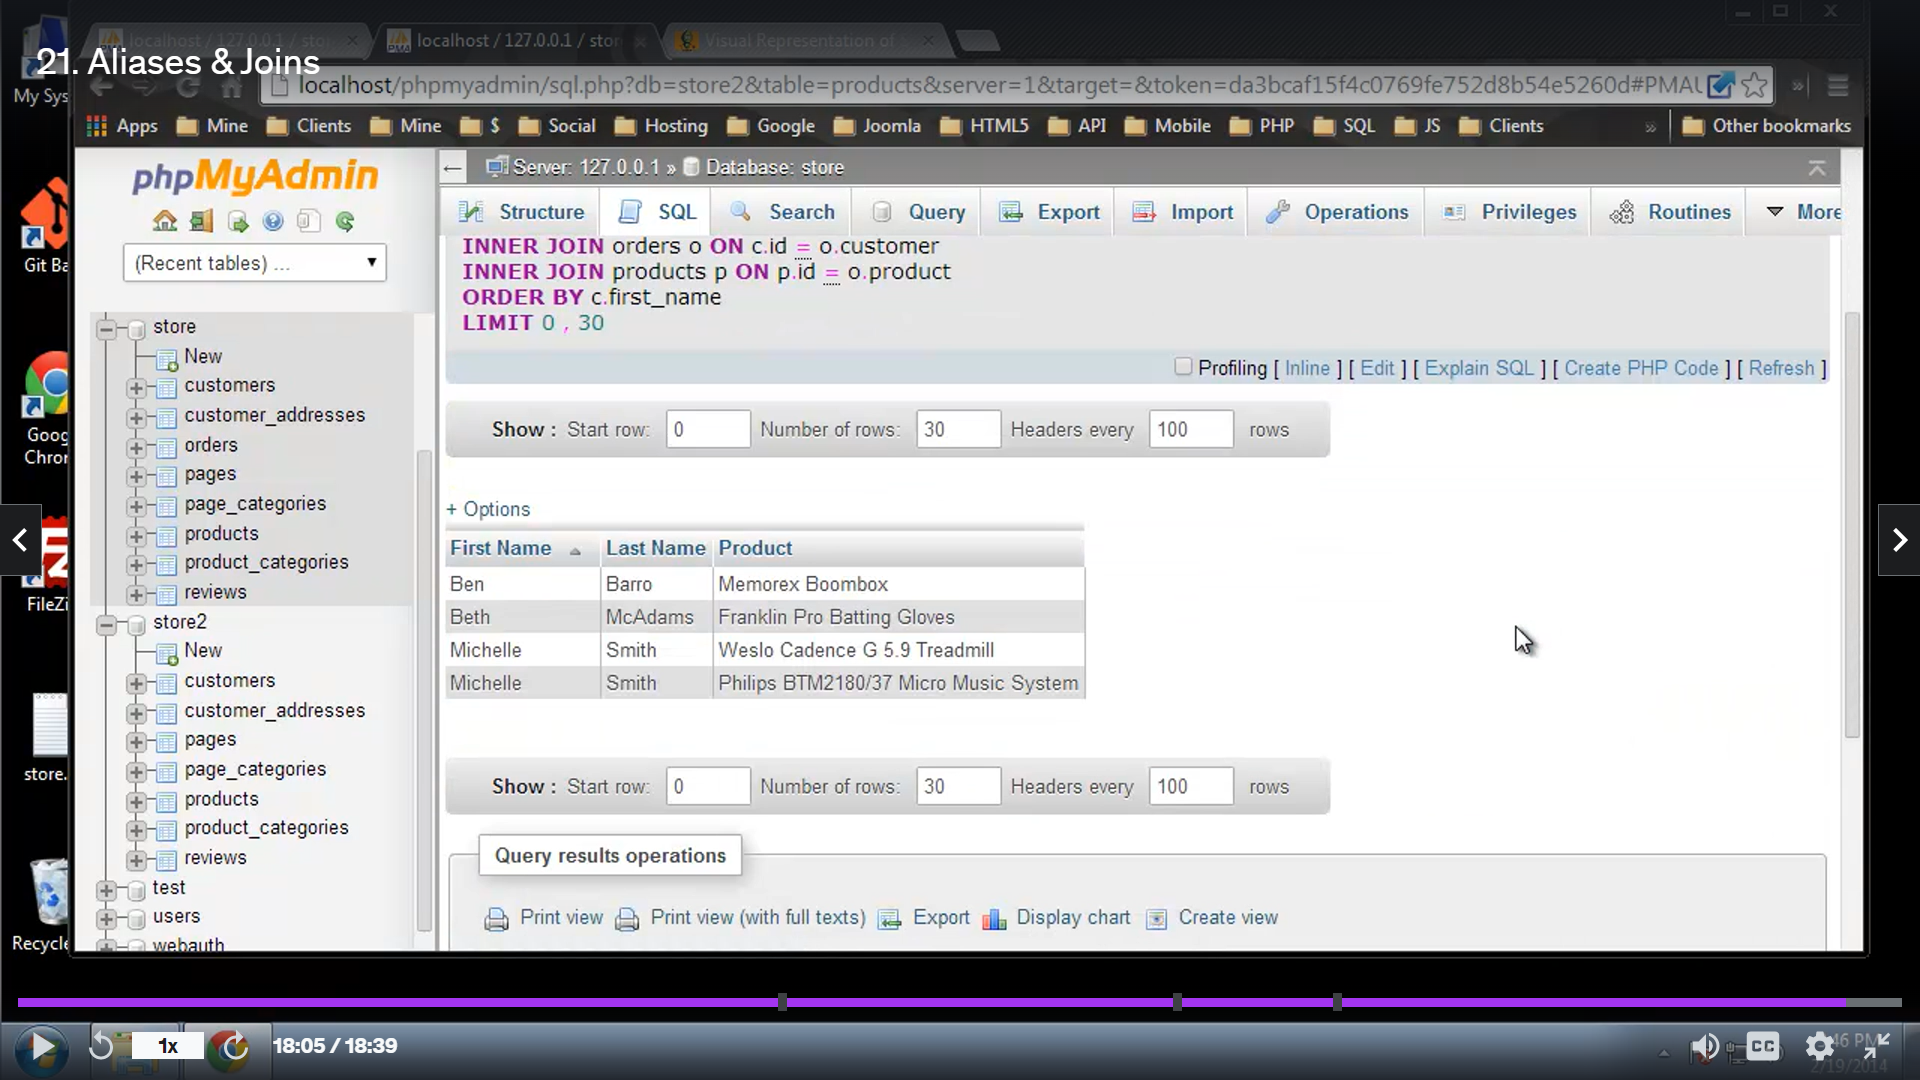 localhost / 127.0.0.1 / sto
localhost / 127.0.0.1 / stor
Visual Representation of
21. Aliases & Joins
localhost/phpmyadmin/sql.php?db=store2&table=products&server=1&target=&token=da3bcaf15f4c0769fe752d8b54e5260d#PMAU
My Sys
Apps Mine Clients Mine $ Social Hosting Google Joomla HTML5 API Mobile PHP SQL JS Clients » Other bookmarks
phpMyAdmin
Server: 127.0.0.1 » Database: store
Structure SQL Search Query Export Import Operations Privileges Routines More
(Recent tables) ...
Git Ba
Goog
Chron
FileZi
store.
Recycle
store
New
customers
customer_addresses
orders
pages
page_categories
products
product_categories
reviews
store2
New
customers
customer_addresses
pages
page_categories
products
product_categories
reviews
test
users
webauth
INNER JOIN orders o ON c.id = o.customer
INNER JOIN products p ON p.id = o.product
ORDER BY c.first_name
LIMIT 0 , 30
Profiling [ Inline ] [ Edit ] [ Explain SQL ] [ Create PHP Code ] [ Refresh ]
Show : Start row: 0 Number of rows: 30 Headers every 100 rows
+ Options
First Name Last Name Product
Ben Barro Memorex Boombox
Beth McAdams Franklin Pro Batting Gloves
Michelle Smith Weslo Cadence G 5.9 Treadmill
Michelle Smith Philips BTM2180/37 Micro Music System
Show : Start row: 0 Number of rows: 30 Headers every 100 rows
Query results operations
Print view Print view (with full texts) Export Display chart Create view
1x 18:05 / 18:39 CC
46 PM
2/19/2014